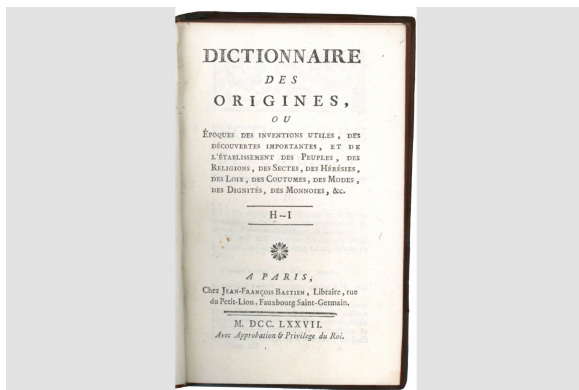 DICTIONNAIRE
DES
ORIGINES,
OU
ÉPOQUES DES INVENTIONS UTILES, DES
DÉCOUVERTES IMPORTANTES, ET DE
L'ÉTABLISSEMENT DES PEUPLES, DES
RELIGIONS, DES SECTES, DES HÉRÉSIES,
DES LOIX, DES COUTUMES, DES MODES,
DES DIGNITÉS, DES MONNOIES, &c.
H-I
A PARIS,
Chez JEAN-FRANÇOIS BASTIEN, Libraire, rue
du Petit-Lion, Fauxbourg Saint-Germain.
M. DCC. LXXVII.
Avec Approbation & Privilege du Roi.